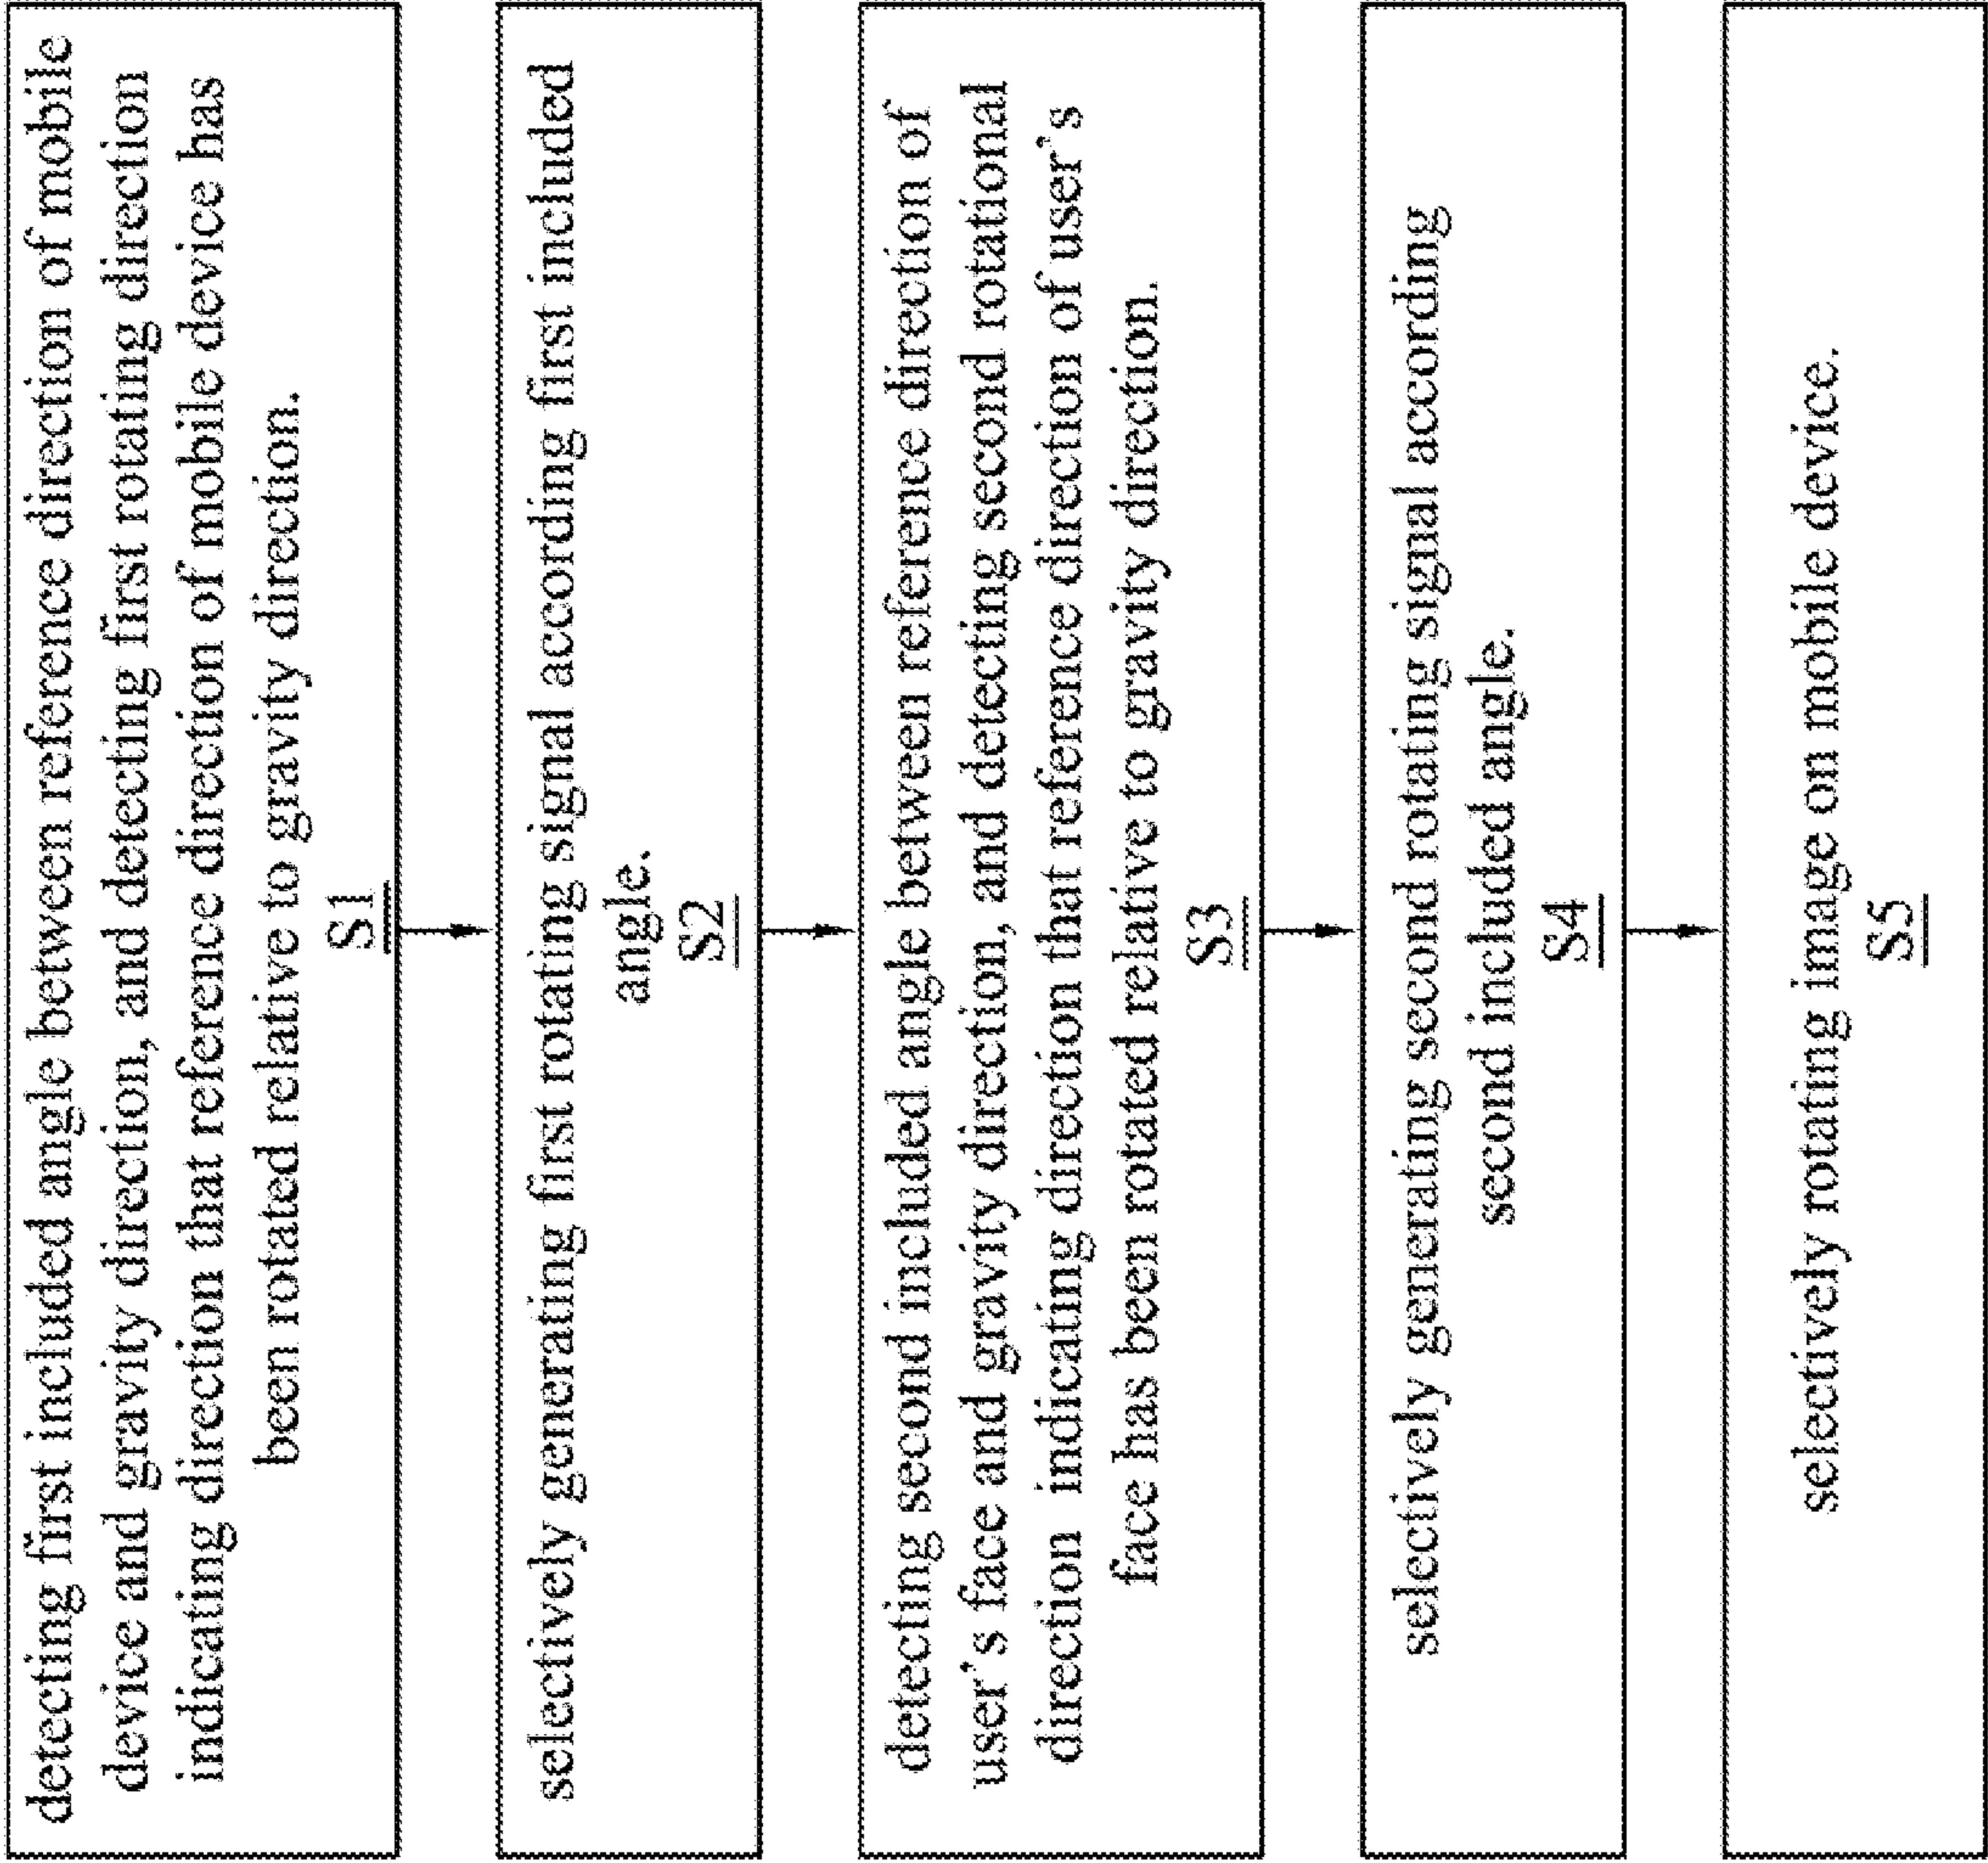 detecting first included angle between reference direction of mobile
device and gravity direction, and detecting first rotating direction
indicating direction that reference direction of mobile device has
been rotated relative to gravity direction.
S1
selectively generating first rotating signal according first included
angle.
S2
detecting second included angle between reference direction of
user's face and gravity direction, and detecting second rotational
direction indicating direction that reference direction of user's
face has been rotated relative to gravity direction.
S3
selectively generating second rotating signal according
second included angle.
S4
selectively rotating image on mobile device.
S5